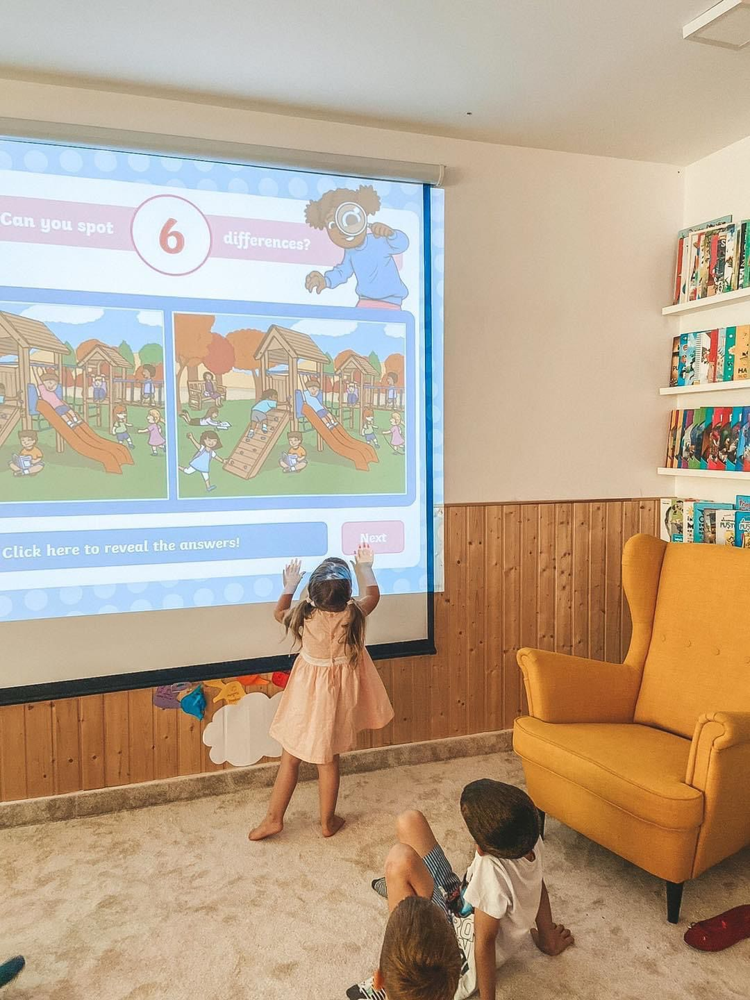 Can you spot 6 differences?
Click here to reveal the answers!
Next